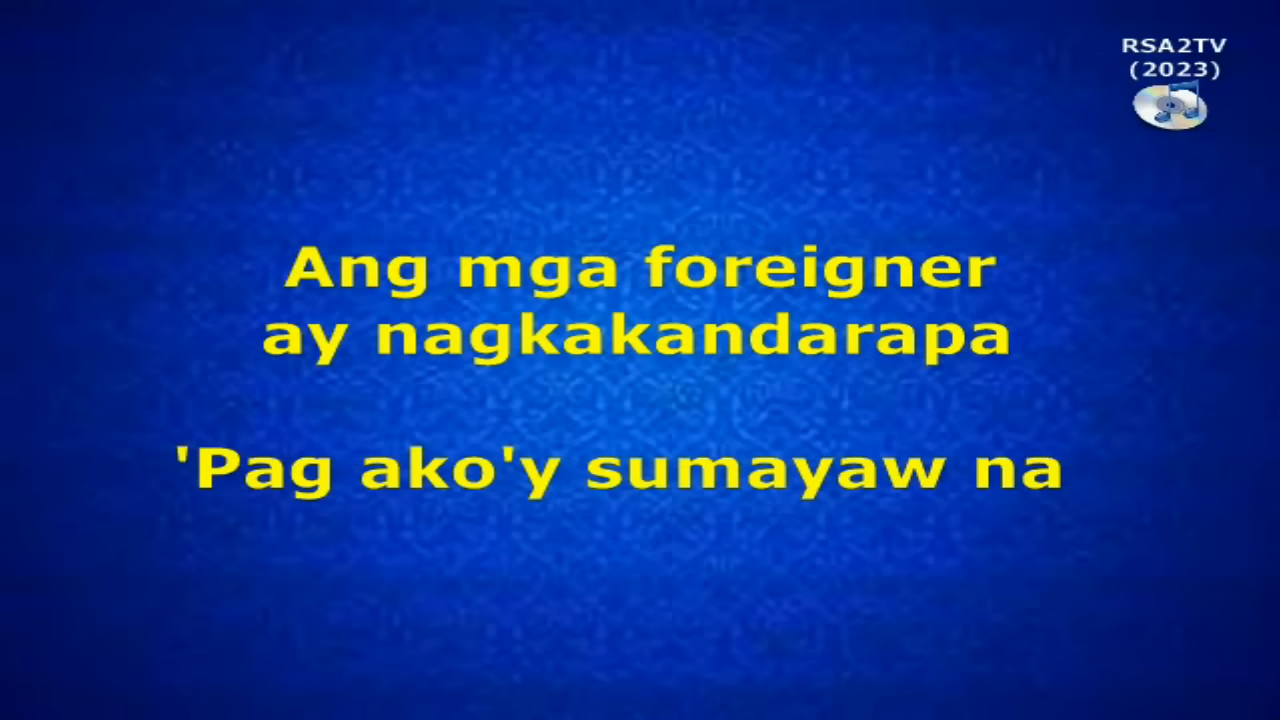 RSA2TV
(2023)
Ang mga foreigner
ay nagkakandarapa
'Pag ako'y sumayaw na